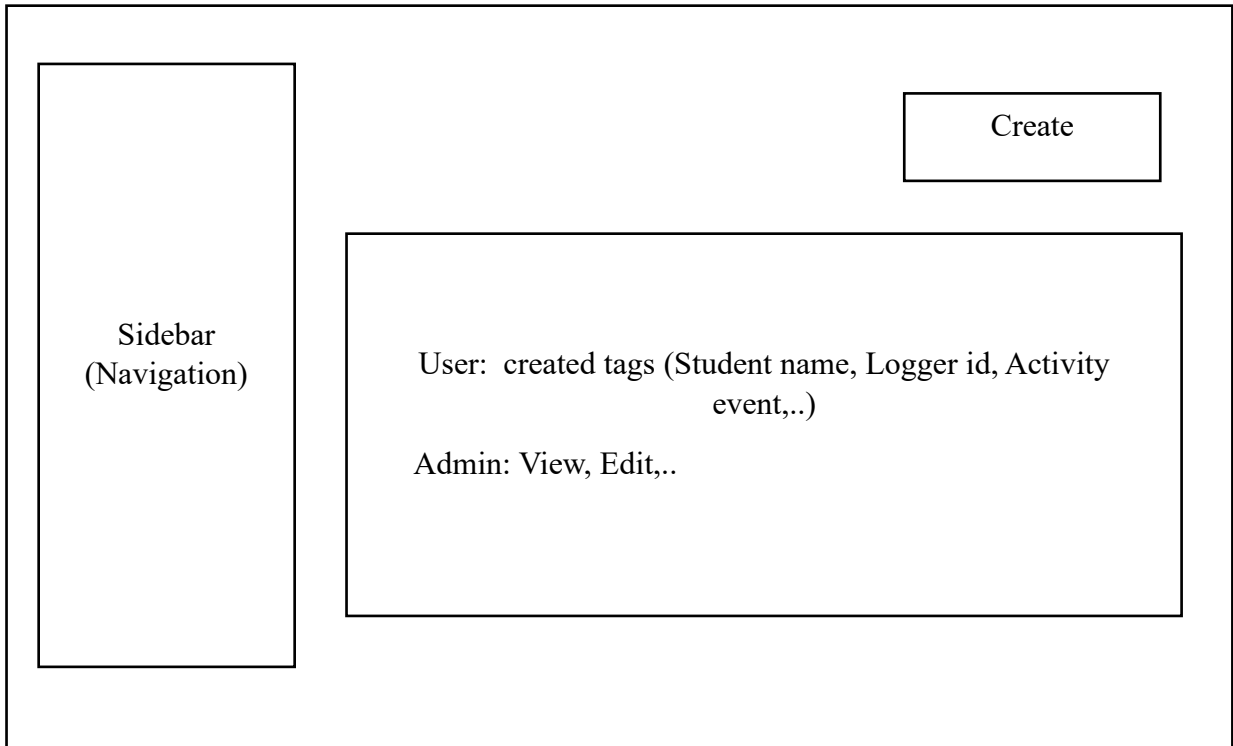 Create
Sidebar
(Navigation)
User:  created tags (Student name, Logger id, Activity
event,..)
Admin: View, Edit,..